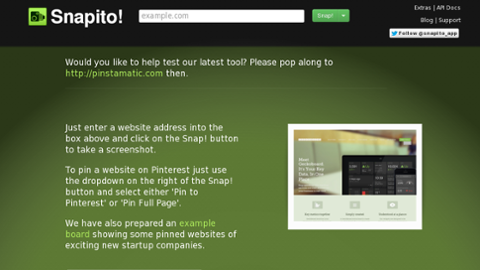 Snapito!
example.com
Snap!
Extras | API Docs
Blog | Support
Follow @snapito_app
Would you like to help test our latest tool? Please pop along to
http://pinstamatic.com then.
Just enter a website address into the
box above and click on the Snap! button
to take a screenshot.
To pin a website on Pinterest just use
the dropdown on the right of the Snap!
button and select either 'Pin to
Pinterest' or 'Pin Full Page'.
We have also prepared an example
board showing some pinned websites of
exciting new startup companies.